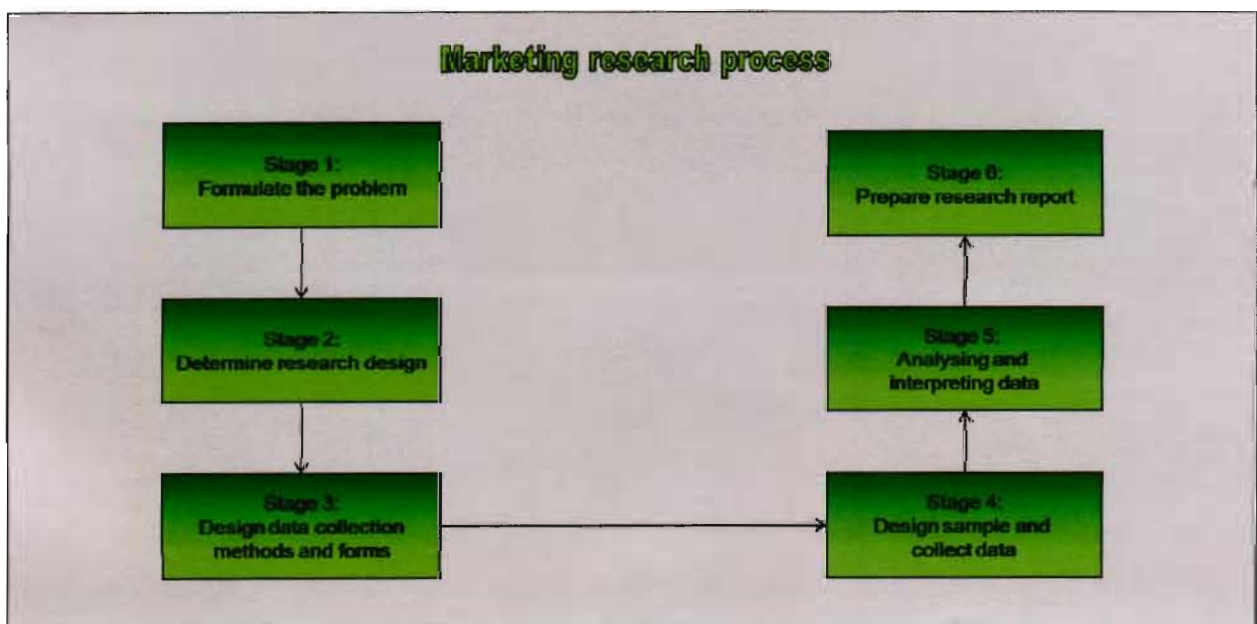 Marketing research process
Stage 1:
Formulate the problem
Stage 2:
Determine research design
Stage 3:
Design data collection
methods and forms
Stage 4:
Design sample and
collect data
Stage 5:
Analysing and
interpreting data
Stage 6:
Prepare research report